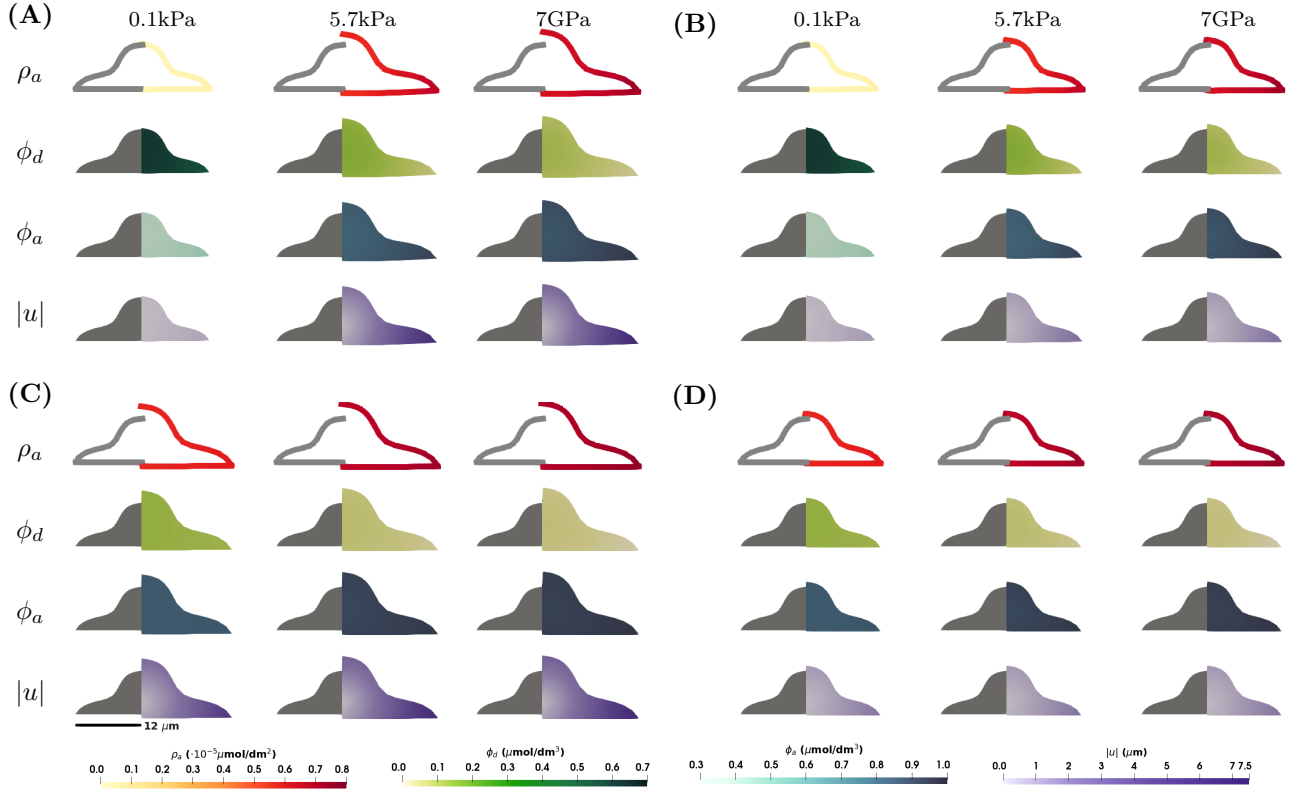 (A) 0.1kPa 5.7kPa 7GPa
ρₐ
ϕ_d
ϕₐ
|u|
(B) 0.1kPa 5.7kPa 7GPa
(C)
ρₐ
ϕ_d
ϕₐ
|u|
12 μm
(D)
ρₐ (·10⁻⁵μmol/dm²)
0.0 0.1 0.2 0.3 0.4 0.5 0.6 0.7 0.8
ϕ_d (μmol/dm³)
0.0 0.1 0.2 0.3 0.4 0.5 0.6 0.7
ϕₐ (μmol/dm³)
0.3 0.4 0.5 0.6 0.7 0.8 0.9 1.0
|u| (μm)
0.0 1 2 3 4 5 6 7 7.5